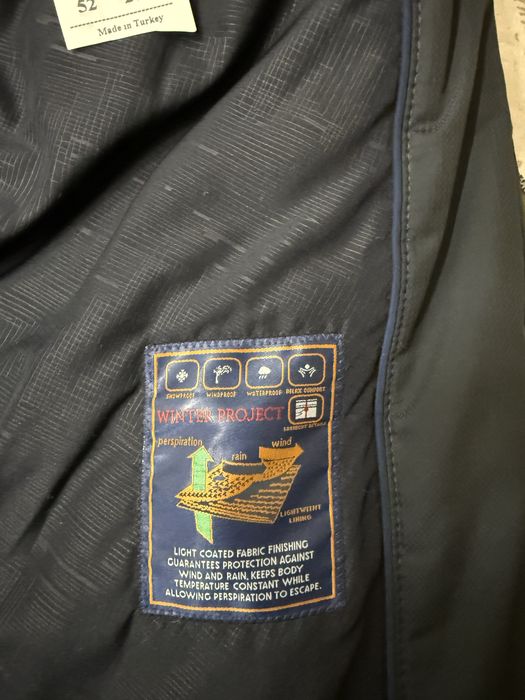 52
Made in Turkey
SNOWPROOF WINDPROOF WATERPROOF RELAX COMFORT
WINTER PROJECT
perspiration wind
rain
LIGHTWEIHT
LINING
LIGHT COATED FABRIC FINISHING
GUARANTEES PROTECTION AGAINST
WIND AND RAIN, KEEPS BODY
TEMPERATURE CONSTANT WHILE
ALLOWING PERSPIRATION TO ESCAPE.